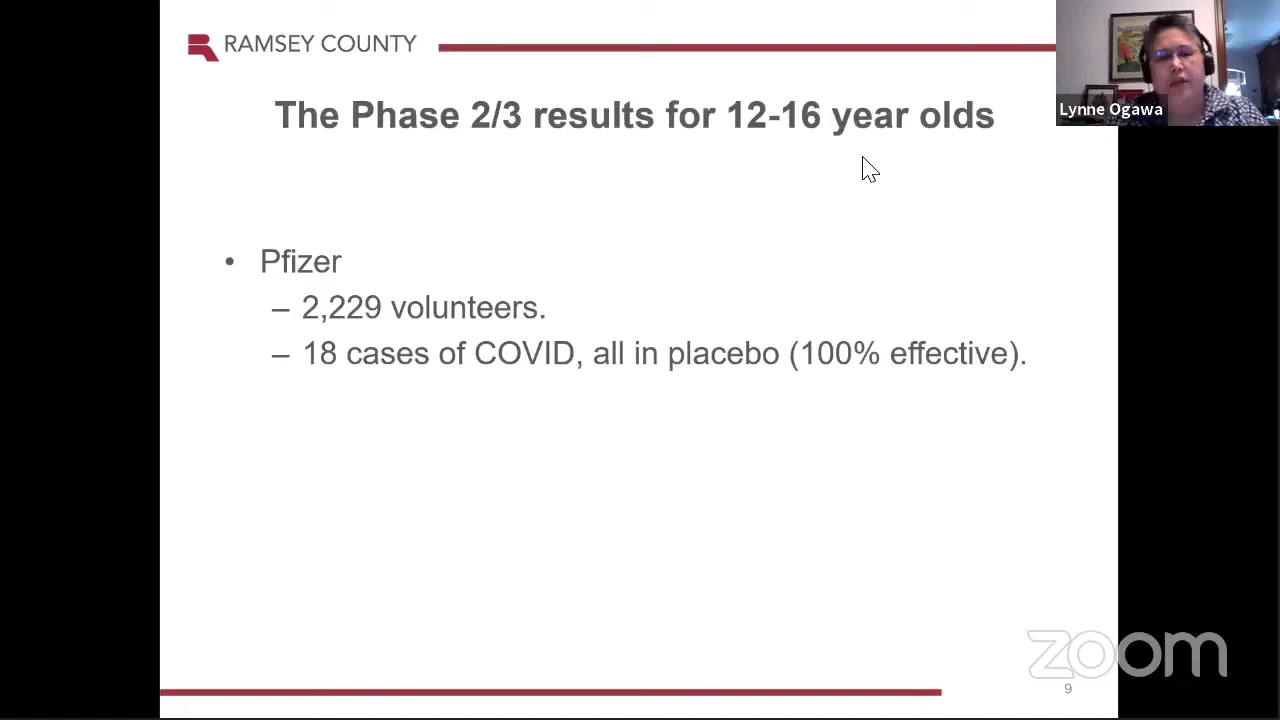 RAMSEY COUNTY
Lynne Ogawa
The Phase 2/3 results for 12-16 year olds
• Pfizer
– 2,229 volunteers.
– 18 cases of COVID, all in placebo (100% effective).
zoom
9